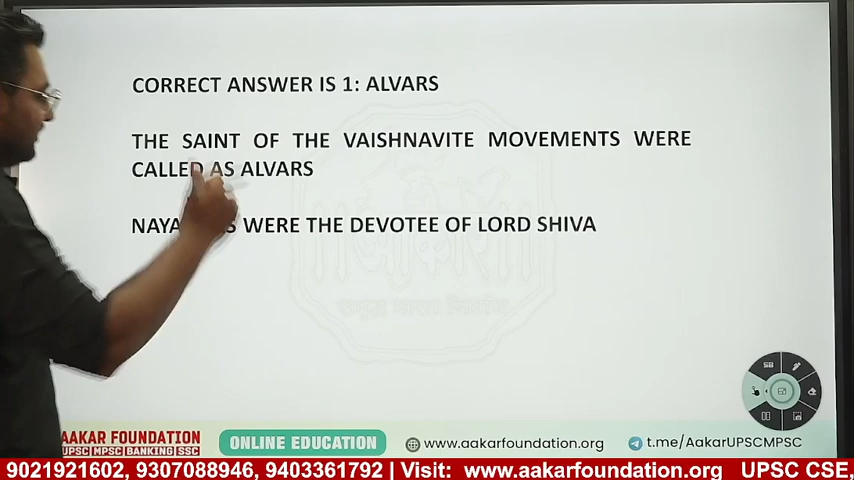 CORRECT ANSWER IS 1: ALVARS
THE SAINT OF THE VAISHNAVITE MOVEMENTS WERE
CALLED AS ALVARS
WERE THE DEVOTEE OF LORD SHIVA
SB
AAKAR FOUNDATION
UPSC MPSC BANKING SSC
ONLINE EDUCATION
www.aakarfoundation.org
t.me/AakarUPSCMPSC
9021921602, 9307088946, 9403361792 | Visit: www.aakarfoundation.org UPSC CSE,